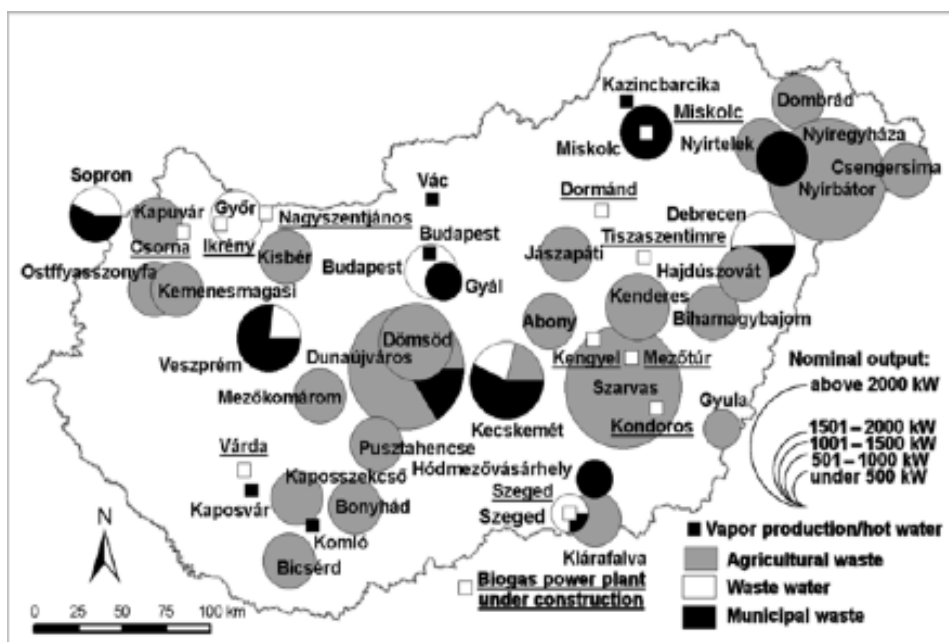 Kazincbarcika
Miskolc
Miskolc
Dombrád
Nyíregyháza
Nyírtelek
Csengersima
Nyírbátor
Sopron
Vác
Dormánd
Kapuvár
Győr
Nagyszentjános
Debrecen
Csorna
Ikrény
Budapest
Tiszaszentimre
Kisbér
Budapest
Jászapáti
Hajdúszovát
Ostffyasszonyfa
Kemenesmagasi
Gyál
Kenderes
Biharnagybajom
Abony
Dömsöd
Veszprém
Dunaújváros
Kengyel
Mezőtúr
Nominal output:
above 2000 kW
Mezőkomárom
Szarvas
Gyula
Kecskemét
Kondoros
1501–2000 kW
1001–1500 kW
501–1000 kW
under 500 kW
Várda
Pusztahencse
Hódmezővásárhely
Kaposszekcső
Szeged
Kaposvár
Bonyhád
Szeged
Komló
Klárafalva
Bicsérd
N
Vapor production/hot water
Agricultural waste
Waste water
Municipal waste
Biogas power plant
under construction
0 25 50 75 100 km